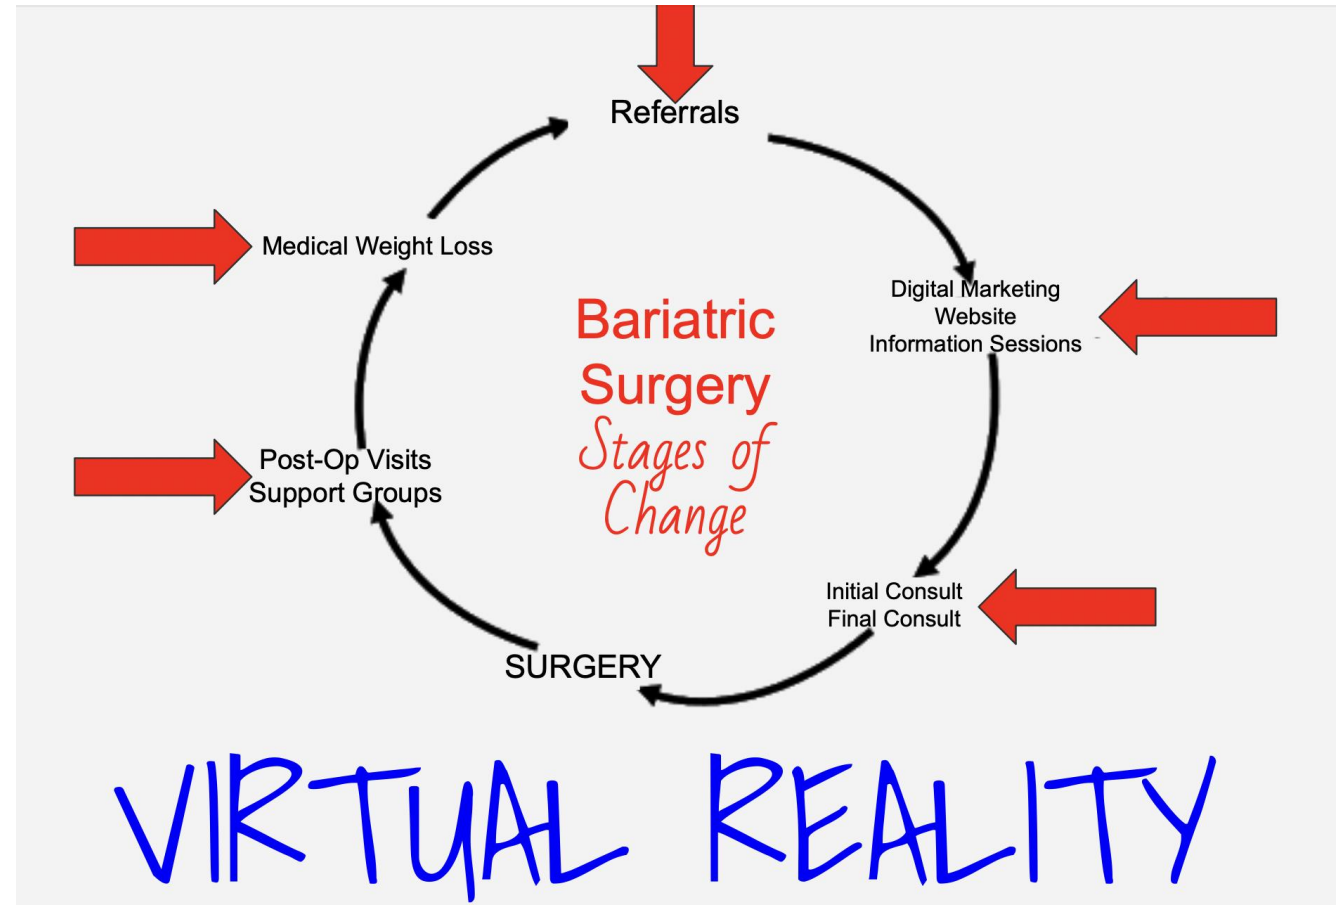 Referrals
Medical Weight Loss
Digital Marketing
Website
Information Sessions
Bariatric
Surgery
Stages of
Change
Post-Op Visits
Support Groups
Initial Consult
Final Consult
SURGERY
VIRTUAL REALITY